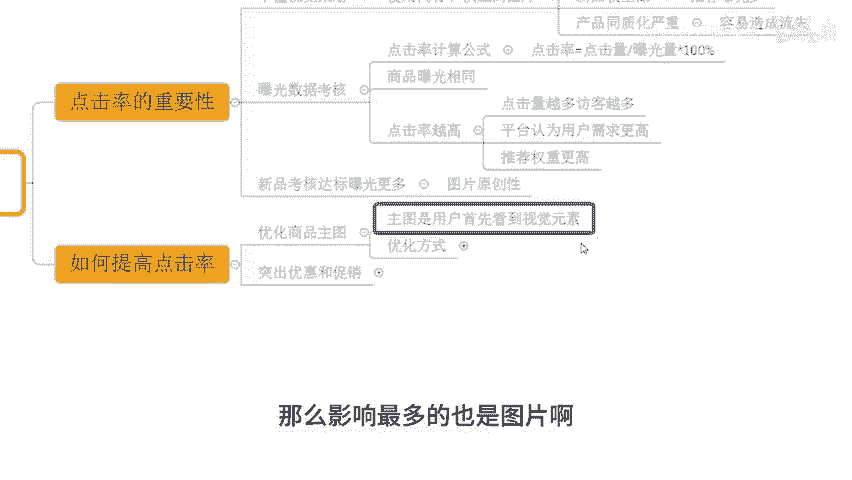 产品同质化严重 容易造成流失
点击率计算公式 点击率=点击量/曝光量*100%
曝光数据考核 商品曝光相同
点击率的重要性
点击量越多访客越多
点击率越高 平台认为用户需求更高
推荐权重更高
新品考核达标曝光更多 图片原创性
主图是用户首先看到视觉元素
优化商品主图
优化方式
如何提高点击率
突出优惠和促销
那么影响最多的也是图片啊